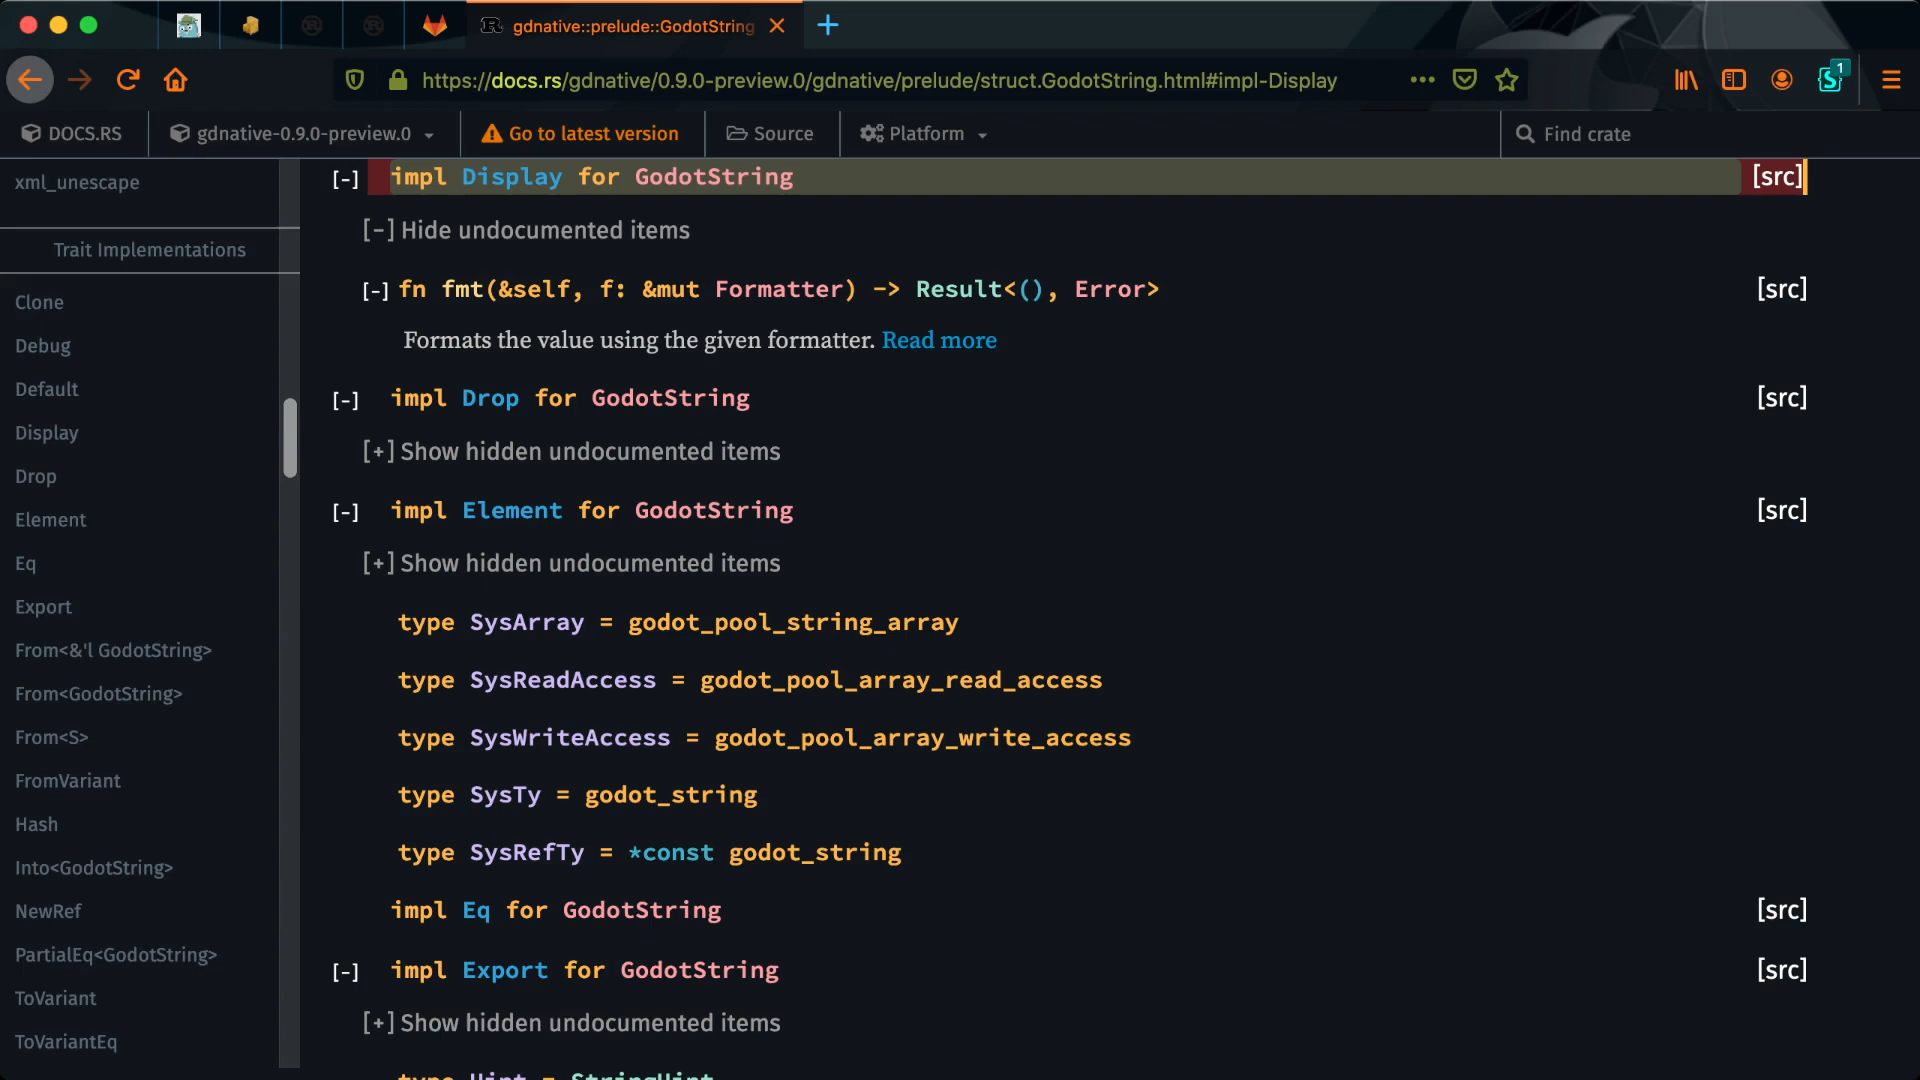 gdnative::prelude::GodotString
https://docs.rs/gdnative/0.9.0-preview.0/gdnative/prelude/struct.GodotString.html#impl-Display
1
DOCS.RS
gdnative-0.9.0-preview.0
Go to latest version
Source
Platform
Find crate
xml_unescape
Trait Implementations
Clone
Debug
Default
Display
Drop
Element
Eq
Export
From<&'l GodotString>
From<GodotString>
From<S>
FromVariant
Hash
Into<GodotString>
NewRef
PartialEq<GodotString>
ToVariant
ToVariantEq
[-] impl Display for GodotString [src]
[-] Hide undocumented items
[-] fn fmt(&self, f: &mut Formatter) -> Result<(), Error> [src]
Formats the value using the given formatter. Read more
[-] impl Drop for GodotString [src]
[+] Show hidden undocumented items
[-] impl Element for GodotString [src]
[+] Show hidden undocumented items
type SysArray = godot_pool_string_array
type SysReadAccess = godot_pool_array_read_access
type SysWriteAccess = godot_pool_array_write_access
type SysTy = godot_string
type SysRefTy = *const godot_string
impl Eq for GodotString [src]
[-] impl Export for GodotString [src]
[+] Show hidden undocumented items
type Hint = StringHint